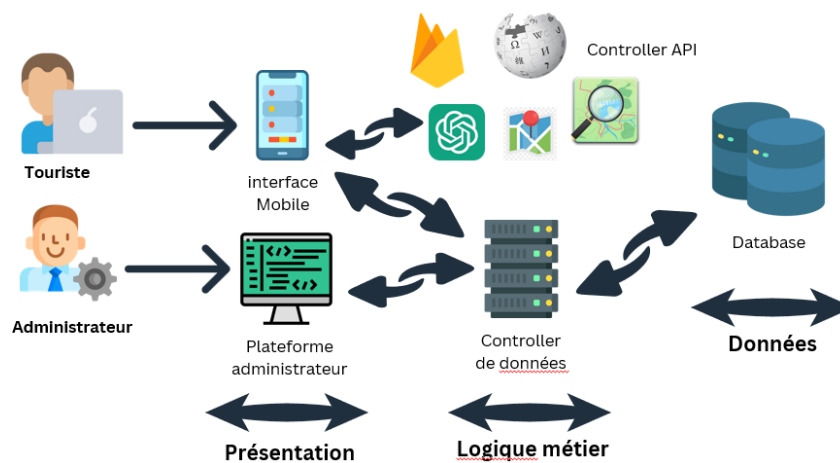 Controller API
Touriste
interface
Mobile
Database
Administrateur
Plateforme
administrateur
Controller
de données
Données
Présentation
Logique métier